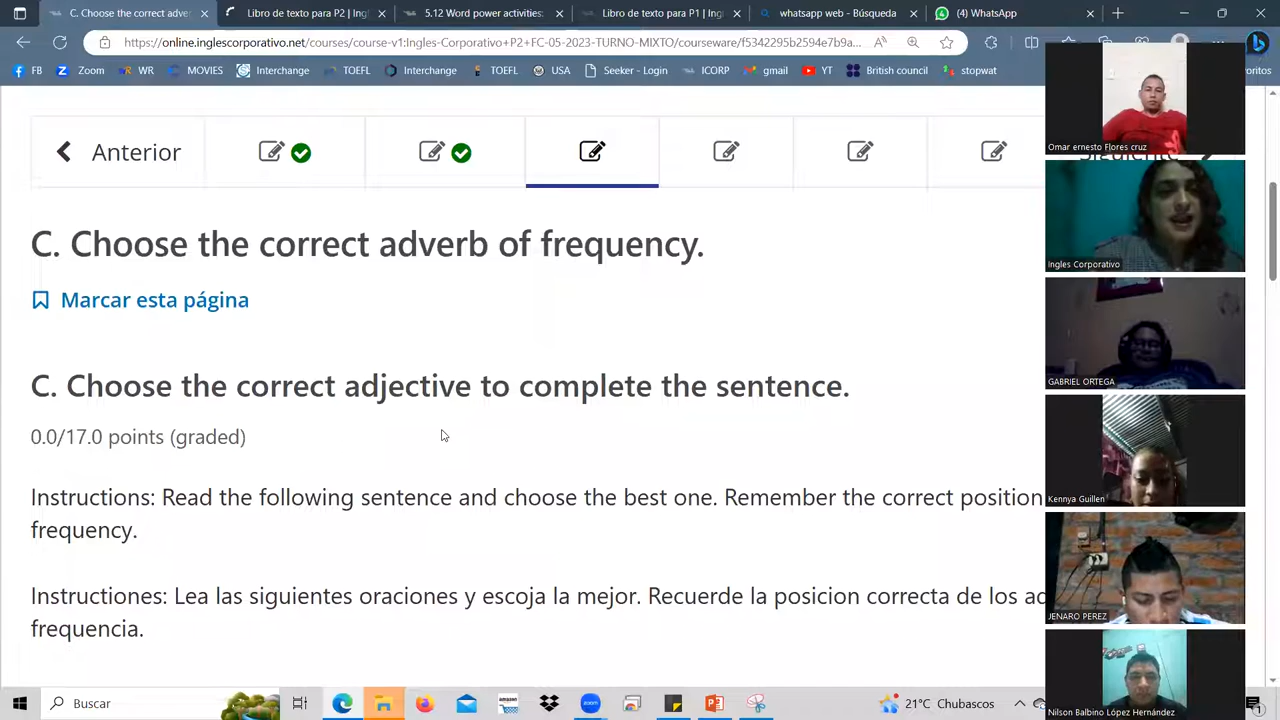 C. Choose the correct adver
Libro de texto para P2 | Ing
5.12 Word power activities:
Libro de texto para P1 | Ing
whatsapp web - Búsqueda
(4) WhatsApp
https://online.inglescorporativo.net/courses/course-v1:Ingles-Corporativo+P2+FC-05-2023-TURNO-MIXTO/courseware/f5342295b2594e7b9a...
FB
Zoom
WR
MOVIES
Interchange
TOEFL
Interchange
TOEFL
USA
Seeker - Login
ICORP
gmail
YT
British council
stopwat
voritos
Anterior
C. Choose the correct adverb of frequency.
Marcar esta página
C. Choose the correct adjective to complete the sentence.
0.0/17.0 points (graded)
Instructions: Read the following sentence and choose the best one. Remember the correct position
frequency.
Instructiones: Lea las siguientes oraciones y escoja la mejor. Recuerde la posicion correcta de los ad
frequencia.
Omar ernesto Flores cruz
Ingles Corporativo
GABRIEL ORTEGA
Kennya Guillen
JENARO PEREZ
Nilson Balbino López Hernández
Buscar
21°C Chubascos